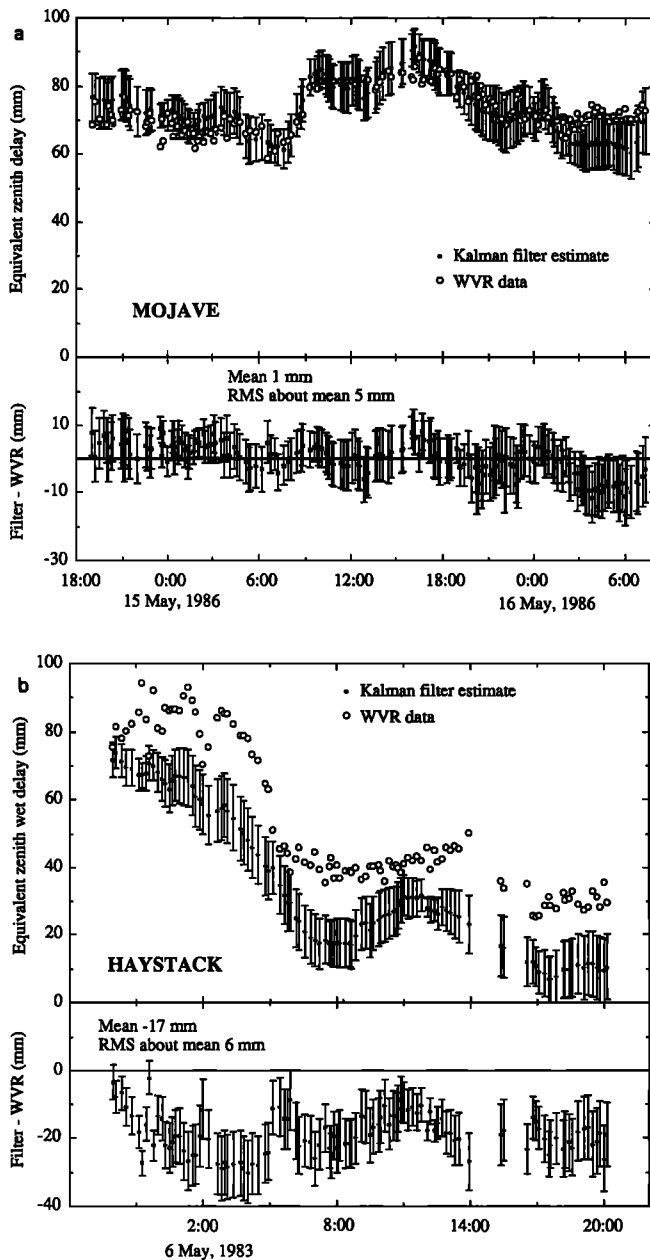 a
100
80
60
40
20
0
Equivalent zenith delay (mm)
Kalman filter estimate
WVR data
MOJAVE
Mean 1 mm
RMS about mean 5 mm
10
-10
-30
Filter - WVR (mm)
18:00 0:00 6:00 12:00 18:00 0:00 6:00
15 May, 1986 16 May, 1986
b
100
80
60
40
20
0
Equivalent zenith wet delay (mm)
Kalman filter estimate
WVR data
HAYSTACK
Mean -17 mm
RMS about mean 6 mm
0
-20
-40
Filter - WVR (mm)
2:00 8:00 14:00 20:00
6 May, 1983